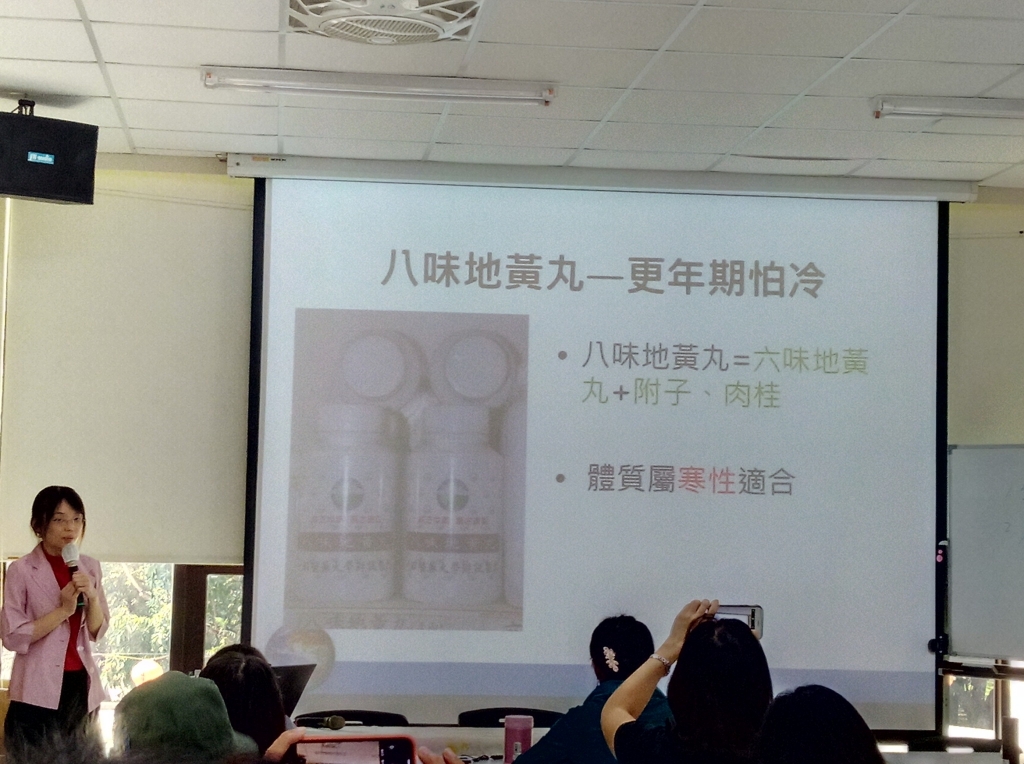 八味地黃丸—更年期怕冷
• 八味地黃丸=六味地黃
丸+附子、肉桂
• 體質屬寒性適合